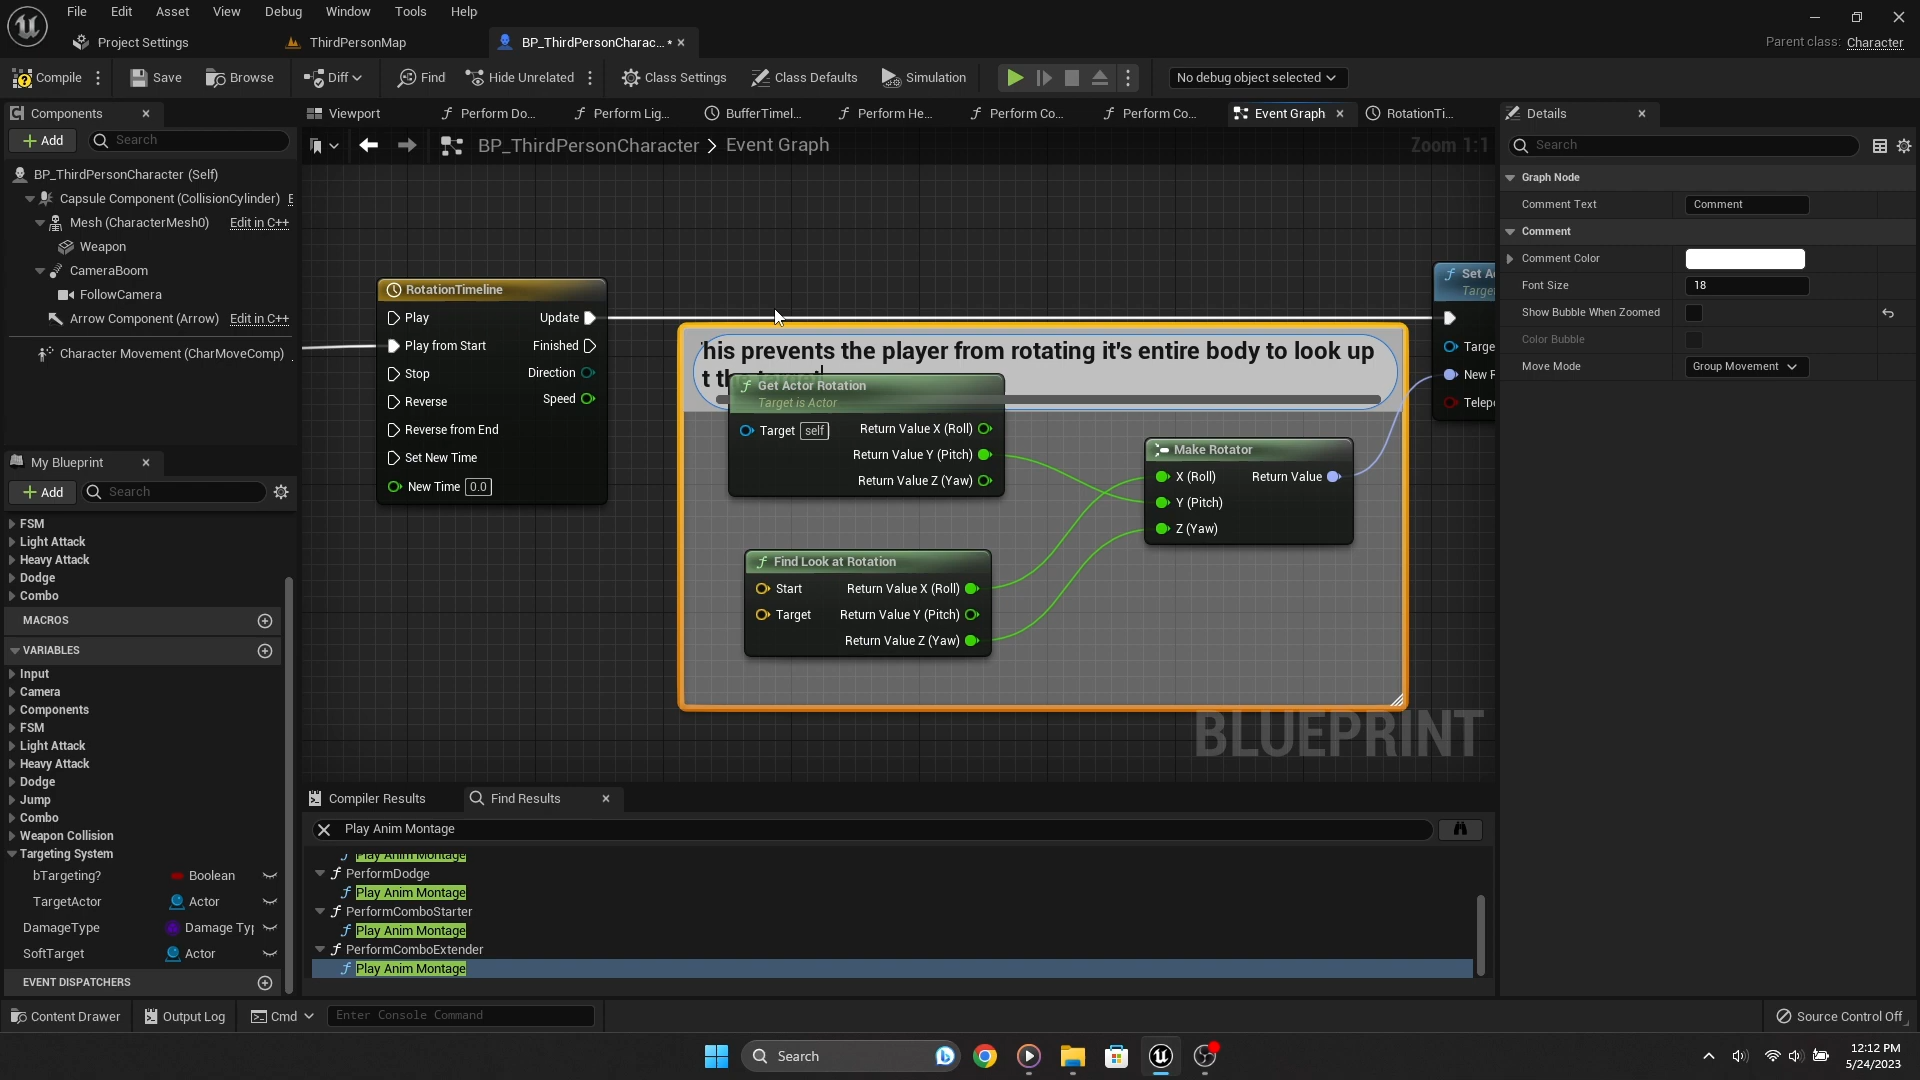 File Edit Asset View Debug Window Tools Help
Project Settings ThirdPersonMap BP_ThirdPersonCharac... •
Parent class: Character
Compile Save Browse Diff Find Hide Unrelated Class Settings Class Defaults Simulation No debug object selected
Components
Add Search
BP_ThirdPersonCharacter (Self)
Capsule Component (CollisionCylinder) E
Mesh (CharacterMesh0) Edit in C++
Weapon
CameraBoom
FollowCamera
Arrow Component (Arrow) Edit in C++
Character Movement (CharMoveComp)
My Blueprint
Add Search
FSM
Light Attack
Heavy Attack
Dodge
Combo
MACROS
VARIABLES
Input
Camera
Components
FSM
Light Attack
Heavy Attack
Dodge
Jump
Combo
Weapon Collision
Targeting System
bTargeting? Boolean
TargetActor Actor
DamageType Damage Typ
SoftTarget Actor
EVENT DISPATCHERS
Viewport Perform Do... Perform Lig... BufferTimel... Perform He... Perform Co... Perform Co... Event Graph RotationTi...
BP_ThirdPersonCharacter > Event Graph
Zoom 1:1
RotationTimeline
Play Update
Play from Start Finished
Stop Direction
Reverse Speed
Reverse from End
Set New Time
New Time 0.0
his prevents the player from rotating it's entire body to look up
t th
Get Actor Rotation
Target is Actor
Target self Return Value X (Roll)
Return Value Y (Pitch)
Return Value Z (Yaw)
Find Look at Rotation
Start Return Value X (Roll)
Target Return Value Y (Pitch)
Return Value Z (Yaw)
Make Rotator
X (Roll) Return Value
Y (Pitch)
Z (Yaw)
Set A
Target
Targe
New R
Telep
BLUEPRINT
Compiler Results Find Results
Play Anim Montage
Play Anim Montage
PerformDodge
Play Anim Montage
PerformComboStarter
Play Anim Montage
PerformComboExtender
Play Anim Montage
Details
Search
Graph Node
Comment Text Comment
Comment
Comment Color
Font Size 18
Show Bubble When Zoomed
Color Bubble
Move Mode Group Movement
Content Drawer Output Log Cmd Enter Console Command Source Control Off
Search
12:12 PM
5/24/2023